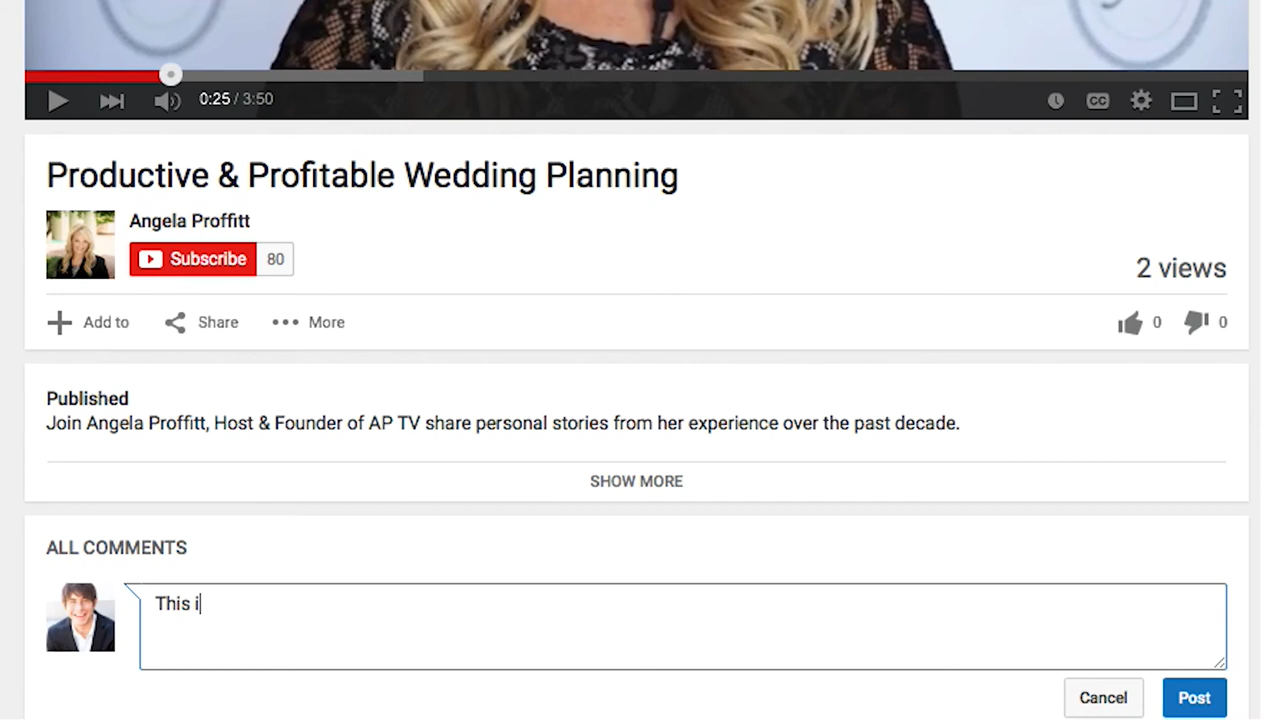 0:25 / 3:50
CC
Productive & Profitable Wedding Planning
Angela Proffitt
Subscribe 80
2 views
Add to Share More 0 0
Published
Join Angela Proffitt, Host & Founder of AP TV share personal stories from her experience over the past decade.
SHOW MORE
ALL COMMENTS
This i
Cancel Post